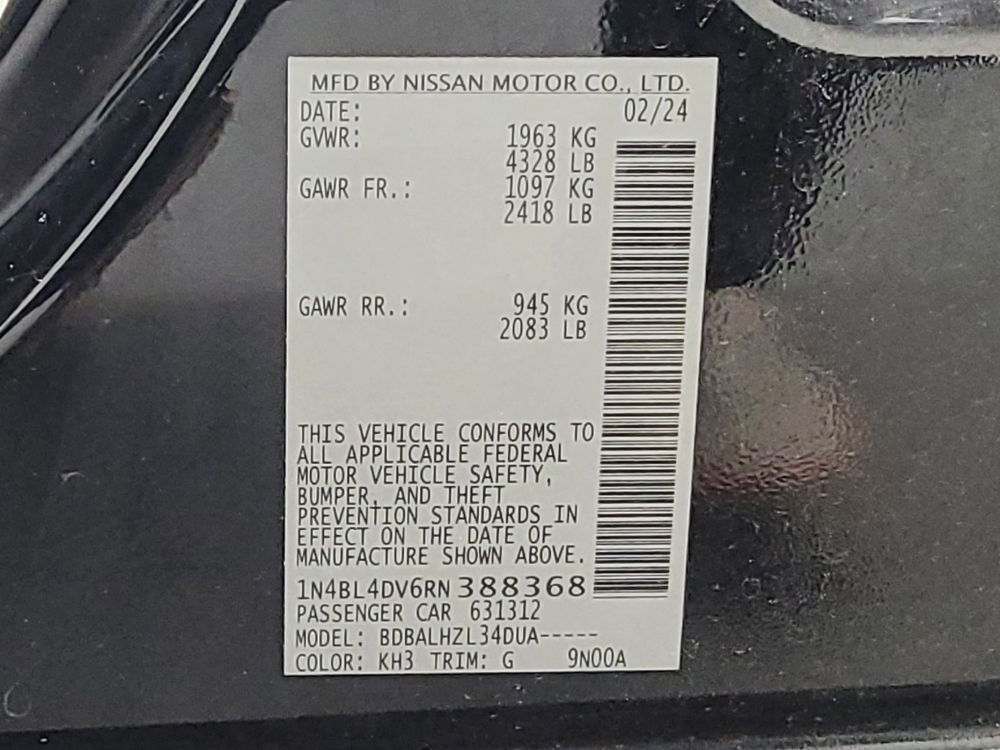 MFD BY NISSAN MOTOR CO., LTD.
DATE: 02/24
GVWR: 1963 KG
4328 LB
GAWR FR.: 1097 KG
2418 LB
GAWR RR.: 945 KG
2083 LB
THIS VEHICLE CONFORMS TO
ALL APPLICABLE FEDERAL
MOTOR VEHICLE SAFETY,
BUMPER, AND THEFT
PREVENTION STANDARDS IN
EFFECT ON THE DATE OF
MANUFACTURE SHOWN ABOVE.
1N4BL4DV6RN388368
PASSENGER CAR 631312
MODEL: BDBALHZL34DUA-----
COLOR: KH3 TRIM: G 9N00A